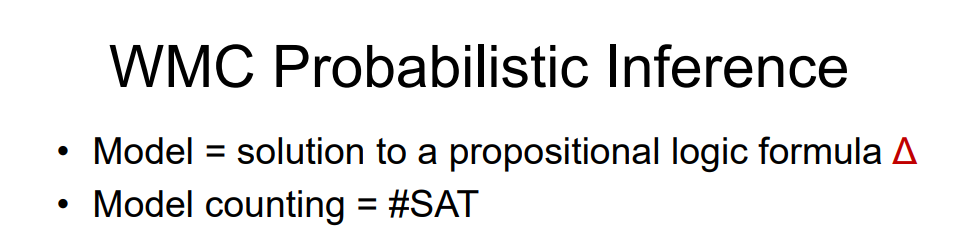 WMC Probabilistic Inference
• Model = solution to a propositional logic formula Δ
• Model counting = #SAT